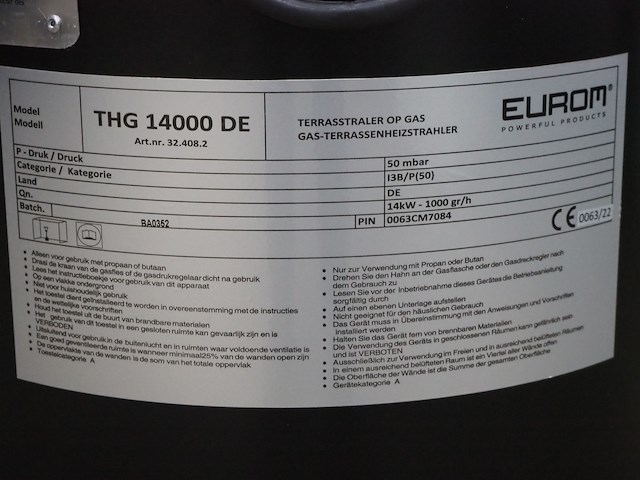 Model
Modell
THG 14000 DE
Art.nr. 32.408.2
TERRASSTRALER OP GAS
GAS-TERRASSENHEIZSTRAHLER
EUROM®
POWERFUL PRODUCTS
P - Druk / Druck
50 mbar
Categorie / Kategorie
I3B/P(50)
Land
DE
Qn.
14kW - 1000 gr/h
Batch.
BA0362
PIN
0063CM7084
CE 0063/22
• Alleen voor gebruik met propaan of butaan
• Draai de kraan van de gasfles of de gasdrukregelaar dicht na gebruik
• Lees het instructieboekje voor gebruik van dit apparaat
• Op een vlakke ondergrond
• Niet voor huishoudelijk gebruik
• Het toestel dient geïnstalleerd te worden in overeenstemming met de instructies
en de wettelijke voorschriften
• Houd het toestel uit de buurt van brandbare materialen
• Het gebruik van dit toestel in een gesloten ruimte kan gevaarlijk zijn en is
VERBODEN
• Uitsluitend voor gebruik in de buitenlucht en in ruimten waar voldoende ventilatie is
• Een goed geventileerde ruimte is wanneer minimaal25% van de wanden open zijn
• De oppervlakte van de wanden is de som van het totale oppervlak
• Toestelcategorie A
• Nur zur Verwendung mit Propan oder Butan
• Drehen Sie den Hahn an der Gasflasche oder den Gasdruckregler nach
dem Gebrauch zu
• Lesen Sie vor der Inbetriebnahme dieses Gerätes die Betriebsanleitung
sorgfältig durch
• Auf einen ebenen Unterlage aufstellen
• Nicht geeignet für den häuslichen Gebrauch
• Das Gerät muss in Übereinstimmung mit den Anweisungen und Vorschriften
installiert werden
• Halten Sie das Gerät fern von brennbaren Materialien
• Die Verwendung des Geräts in geschlossenen Räumen kann gefährlich sein
und ist VERBOTEN
• Ausschließlich zur Verwendung im Freien und in ausreichend belüfteten Räumen
• In einem ausreichend belüfteten Raum ist ein Viertel aller Wände offen
• Die Oberfläche der Wände ist die Summe der gesamten Oberfläche
• Gerätekategorie A